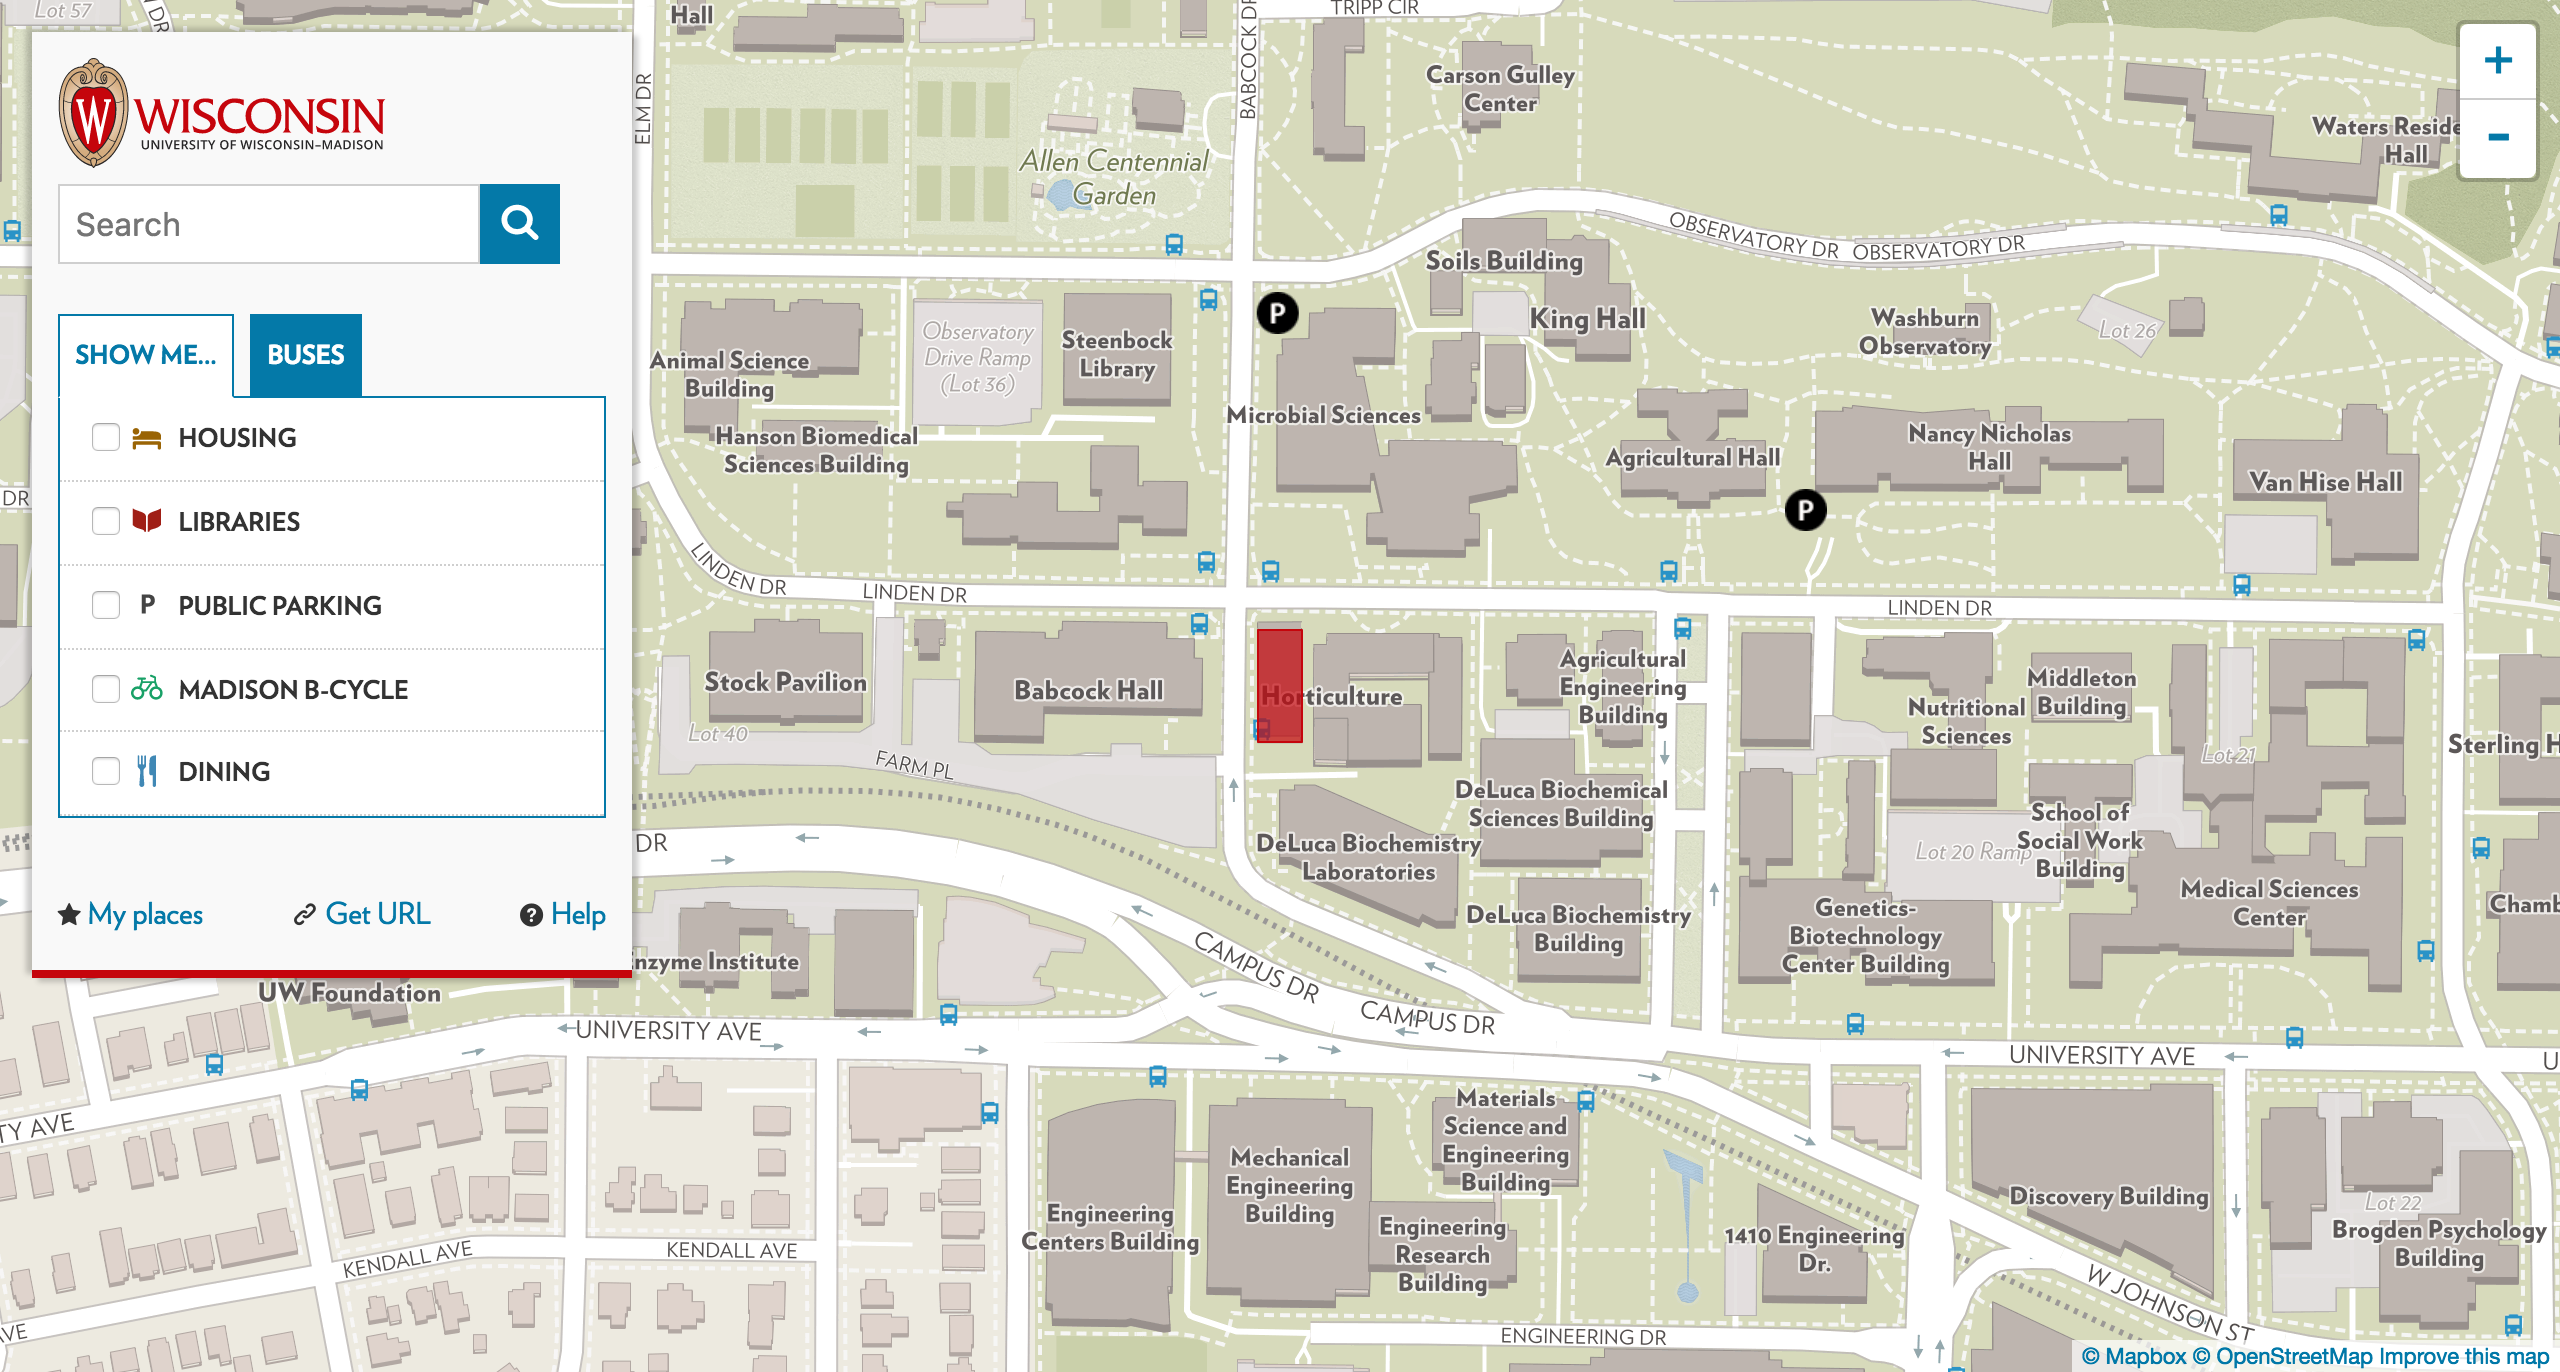 Lot 57
DR
Hall
TRIPP CIR
BABCOCK DR
ELM DR
Carson Gulley
Center
Waters Reside
Hall
+
−
W
WISCONSIN
UNIVERSITY OF WISCONSIN–MADISON
Search
SHOW ME...
BUSES
HOUSING
LIBRARIES
P PUBLIC PARKING
MADISON B-CYCLE
DINING
My places
Get URL
? Help
Allen Centennial
Garden
OBSERVATORY DR
OBSERVATORY DR
Soils Building
King Hall
P
Washburn
Observatory
Lot 26
Animal Science
Building
Observatory
Drive Ramp
(Lot 36)
Steenbock
Library
Microbial Sciences
Hanson Biomedical
Sciences Building
Agricultural Hall
Nancy Nicholas
Hall
Van Hise Hall
P
DR
LINDEN DR
LINDEN DR
LINDEN DR
Stock Pavilion
Babcock Hall
Horticulture
Agricultural
Engineering
Building
Nutritional
Sciences
Middleton
Building
Lot 40
FARM PL
Lot 21
Sterling H
DeLuca Biochemical
Sciences Building
DeLuca Biochemistry
Laboratories
School of
Social Work
Building
Lot 20 Ramp
DR
Medical Sciences
Center
Chamb
DeLuca Biochemistry
Building
Genetics-
Biotechnology
Center Building
CAMPUS DR
CAMPUS DR
nzyme Institute
UW Foundation
UNIVERSITY AVE
UNIVERSITY AVE
U
TY AVE
Materials
Science and
Engineering
Building
Mechanical
Engineering
Building
Engineering
Centers Building
Engineering
Research
Building
1410 Engineering
Dr.
Discovery Building
Lot 22
Brogden Psychology
Building
KENDALL AVE
KENDALL AVE
VE
W JOHNSON ST
ENGINEERING DR
© Mapbox © OpenStreetMap Improve this map